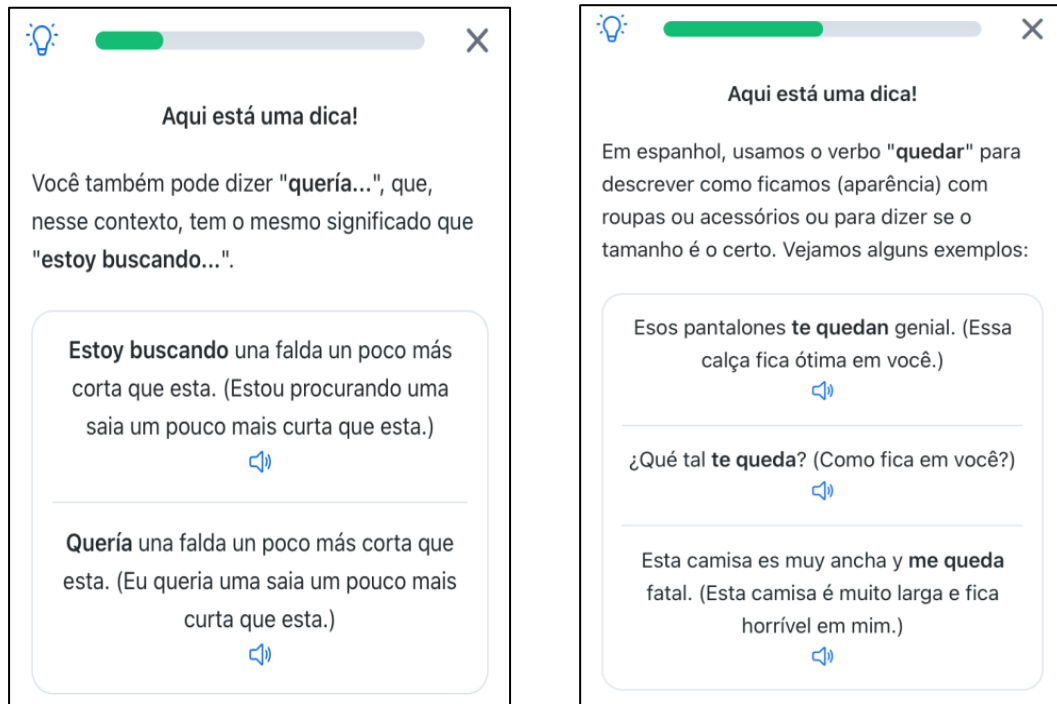 Aqui está uma dica!
Você também pode dizer "quería...", que,
nesse contexto, tem o mesmo significado que
"estoy buscando...".
Estoy buscando una falda un poco más
corta que esta. (Estou procurando uma
saia um pouco mais curta que esta.)
Quería una falda un poco más corta que
esta. (Eu queria uma saia um pouco mais
curta que esta.)
Aqui está uma dica!
Em espanhol, usamos o verbo "quedar" para
descrever como ficamos (aparência) com
roupas ou acessórios ou para dizer se o
tamanho é o certo. Vejamos alguns exemplos:
Esos pantalones te quedan genial. (Essa
calça fica ótima em você.)
¿Qué tal te queda? (Como fica em você?)
Esta camisa es muy ancha y me queda
fatal. (Esta camisa é muito larga e fica
horrível em mim.)